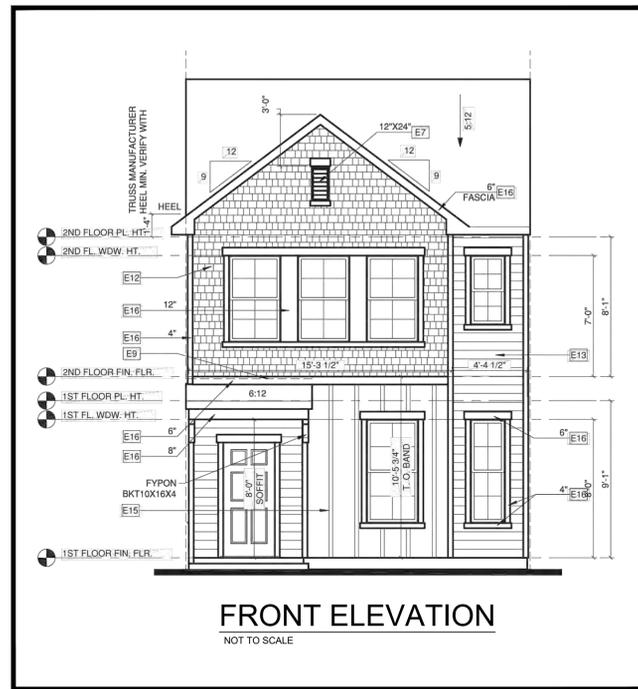 TRUSS MANUFACTURER
HEEL MIN. VERIFY WITH
1'-4"
HEEL
3'-0"
12"X24"
E7
5:12
12
9
12
9
6"
FASCIA
E16
2ND FLOOR PL. HT.
2ND FL. WDW. HT.
E12
E16
12"
E16
4"
E9
15'-3 1/2"
4'-4 1/2"
E13
7'-0"
8'-1"
2ND FLOOR FIN. FLR.
1ST FLOOR PL. HT.
1ST FL. WDW. HT.
6:12
E16
6"
E16
8"
FYPON
BKT10X16X4
E15
8'-0"
SOFFIT
10'-5 3/4"
T.O.BAND
6"
E16
4"
E16
8'-0"
9'-1"
1ST FLOOR FIN. FLR.
FRONT ELEVATION
NOT TO SCALE